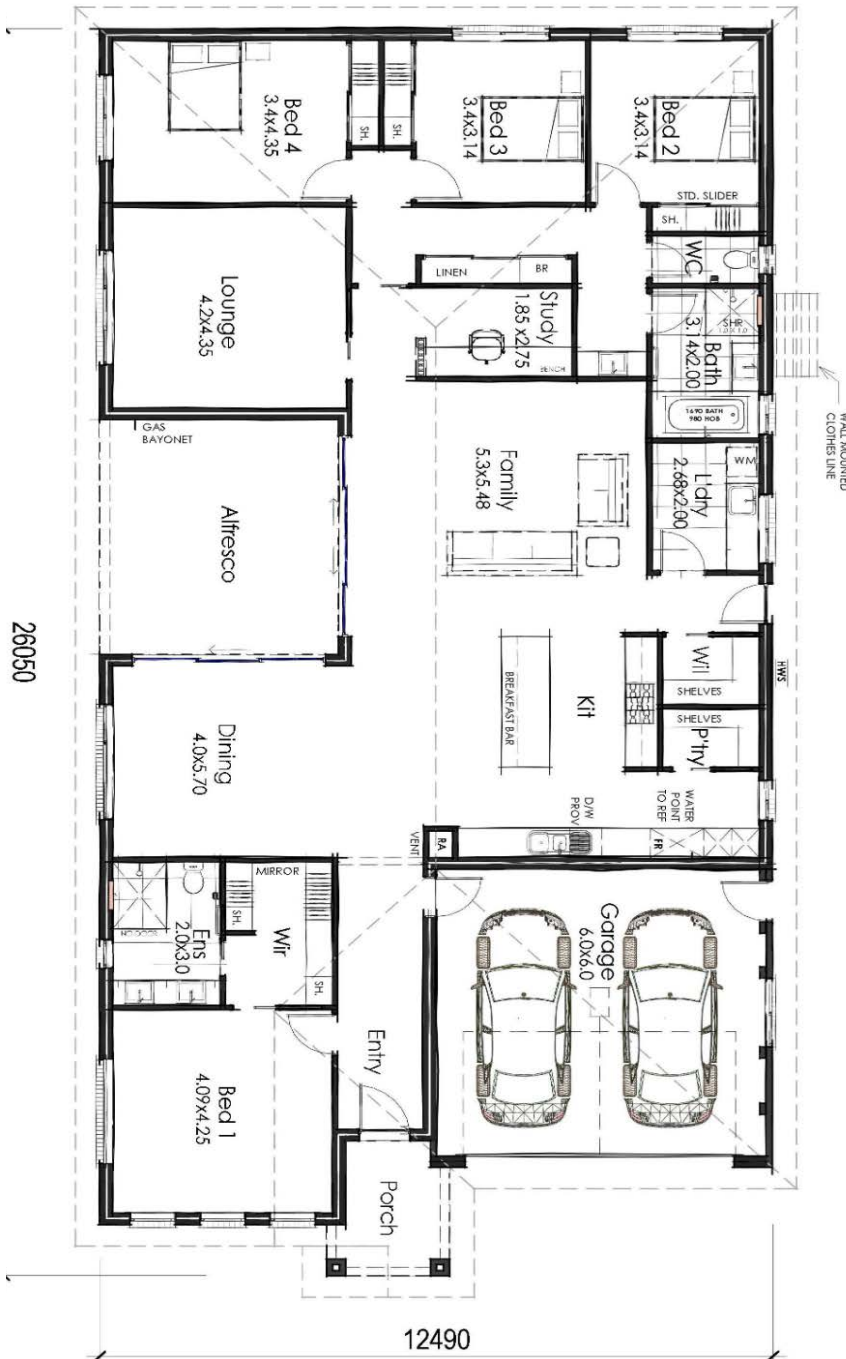 Bed 4
3.4x4.35
SH.
SH.
Bed 3
3.4x3.14
Bed 2
3.4x3.14
STD. SLIDER
SH.
WC
Lounge
4.2x4.35
LINEN
BR
Study
1.85 x2.75
BENCH
SHR
1.0 X 1.0
Bath
3.14x2.00
1690 BATH
980 HOB
WALL MOUNTED
CLOTHES LINE
GAS
BAYONET
Alfresco
Family
5.3x5.48
WM
L'dry
2.68x2.00
26050
Dining
4.0x5.70
BREAKFAST BAR
Kit
Wil
SHELVES
HWS
SHELVES
P'try
WATER
POINT
TO REF
D/W
PROV
VENT
RA
FR
MIRROR
SH.
Wir
SH.
Ens
2.0x3.0
Garage
6.0x6.0
Entry
Bed 1
4.09x4.25
Porch
12490